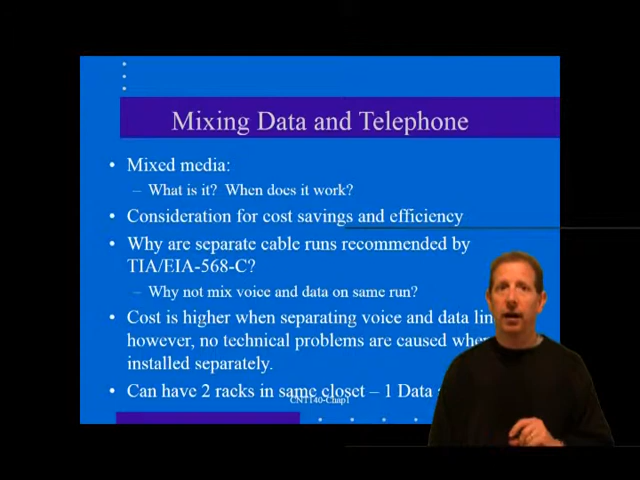 Mixing Data and Telephone
• Mixed media:
– What is it? When does it work?
• Consideration for cost savings and efficiency
• Why are separate cable runs recommended by
TIA/EIA-568-C?
– Why not mix voice and data on same run?
• Cost is higher when separating voice and data
however, no technical problems are caused
installed separately.
• Can have 2 racks in same closet – 1 Data
CNT140-Chap1